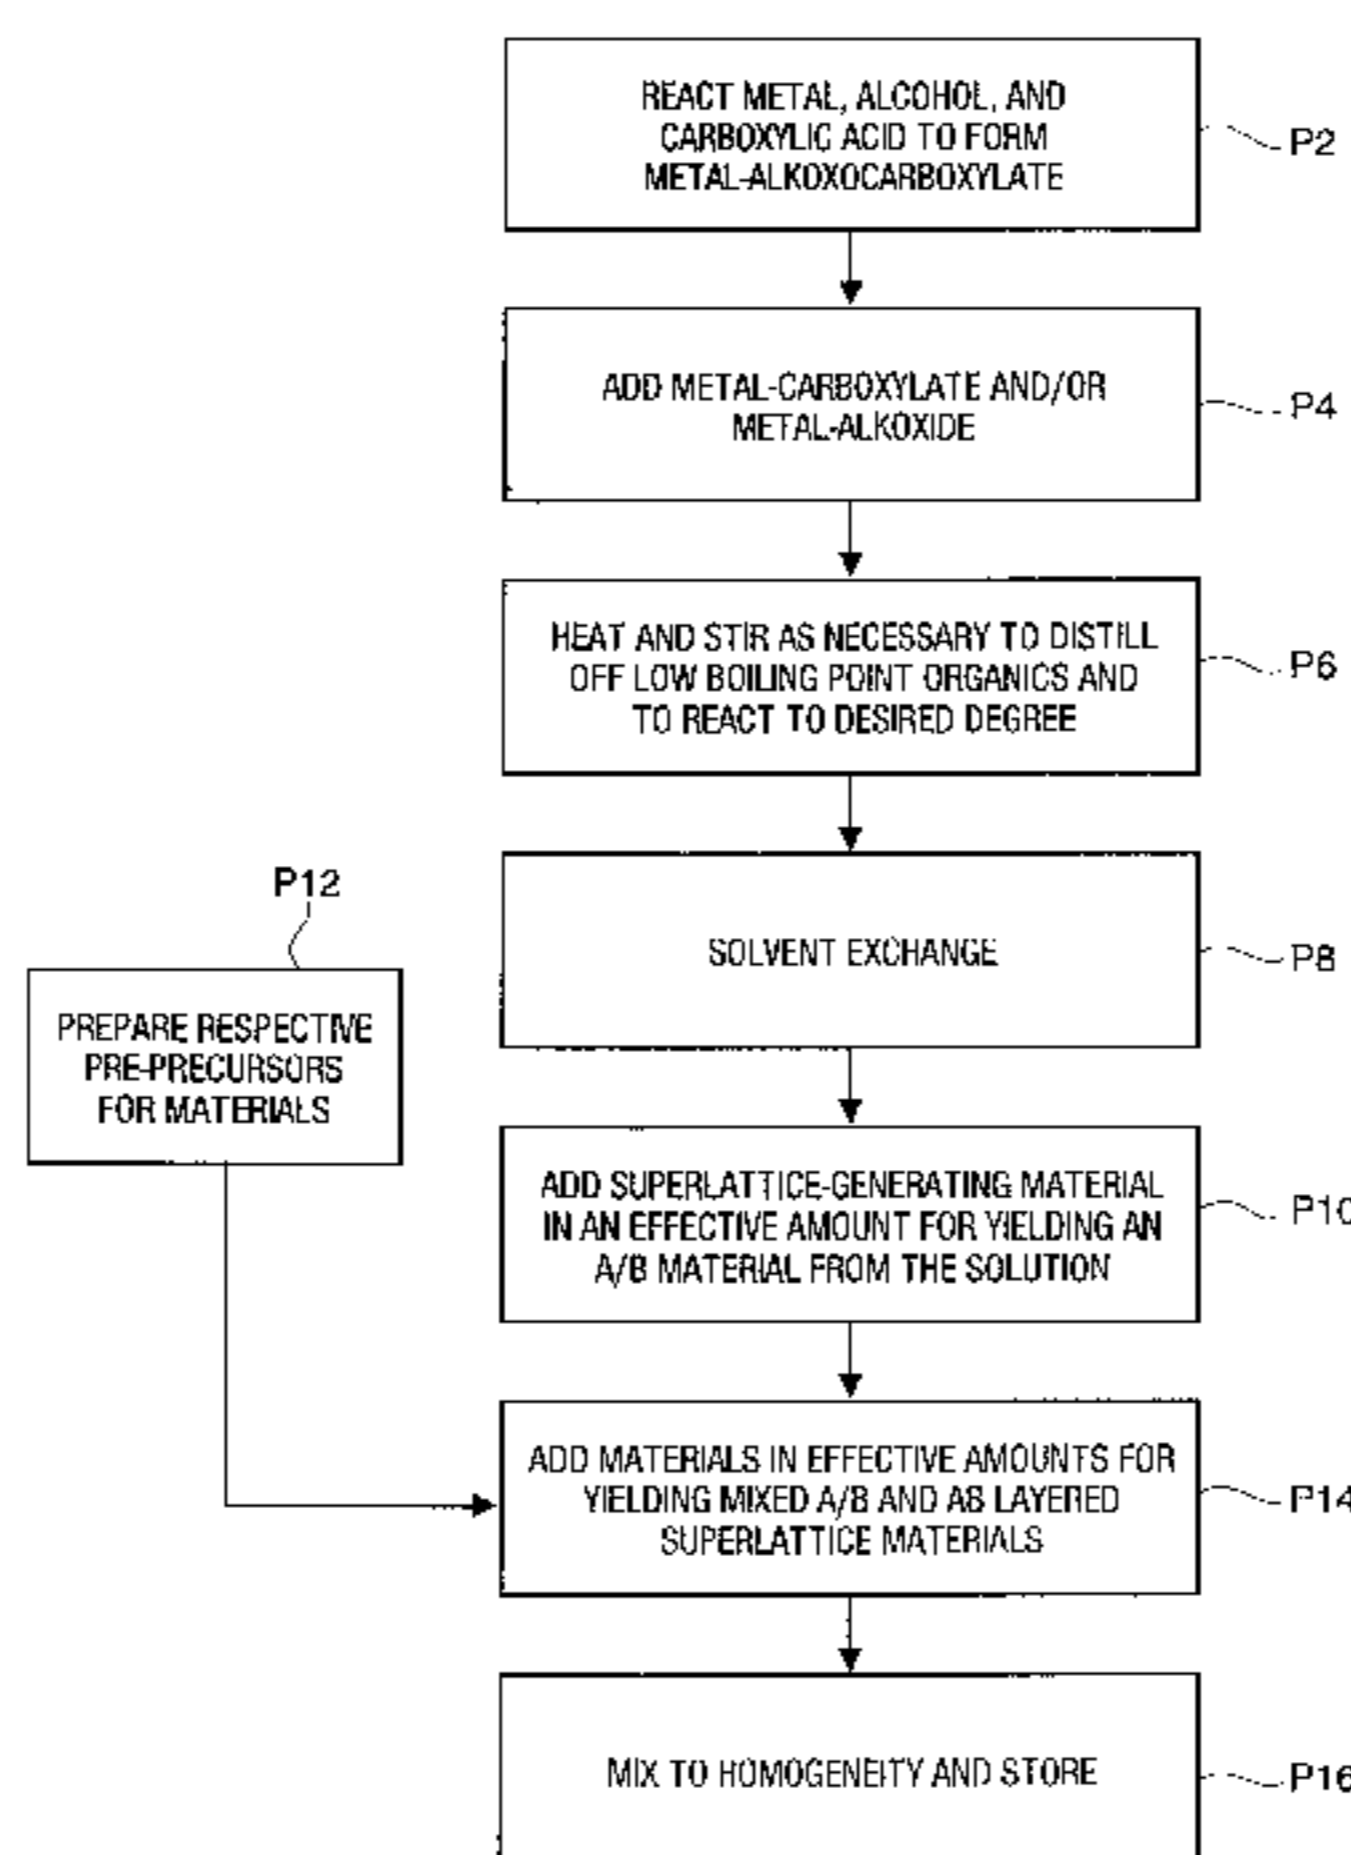 REACT METAL, ALCOHOL, AND
CARBOXYLIC ACID TO FORM
METAL-ALKOXOCARBOXYLATE
P2
ADD METAL-CARBOXYLATE AND/OR
METAL-ALKOXIDE
P4
HEAT AND STIR AS NECESSARY TO DISTILL
OFF LOW BOILING POINT ORGANICS AND
TO REACT TO DESIRED DEGREE
P6
SOLVENT EXCHANGE
P8
P12
PREPARE RESPECTIVE
PRE-PRECURSORS
FOR MATERIALS
ADD SUPERLATTICE-GENERATING MATERIAL
IN AN EFFECTIVE AMOUNT FOR YIELDING AN
A/B MATERIAL FROM THE SOLUTION
P10
ADD MATERIALS IN EFFECTIVE AMOUNTS FOR
YIELDING MIXED A/B AND AS LAYERED
SUPERLATTICE MATERIALS
P14
MIX TO HOMOGENEITY AND STORE
P16